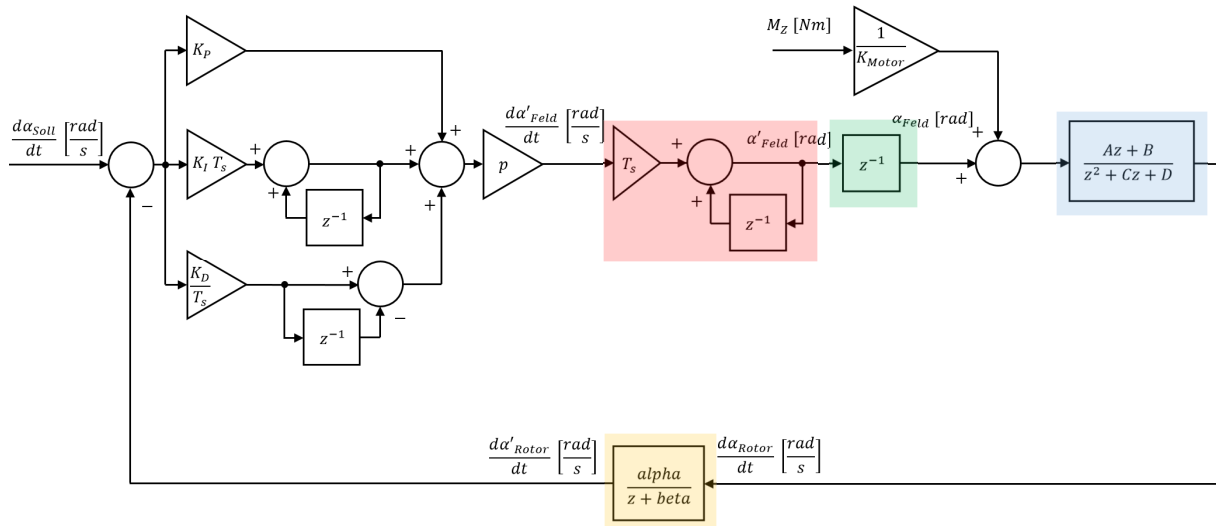 M_Z [Nm]
1
K_Motor
K_P
dα_Soll
dt
[rad
s]
+
dα'_Feld
dt
[rad
s]
α'_Feld [rad]
α_Feld [rad]
+
+
+
+
+
+
K_I T_s
p
T_s
z⁻¹
Az + B
z² + Cz + D
−
+
+
+
+
z⁻¹
z⁻¹
K_D
T_s
+
−
z⁻¹
dα'_Rotor
dt
[rad
s]
dα_Rotor
dt
[rad
s]
alpha
z + beta